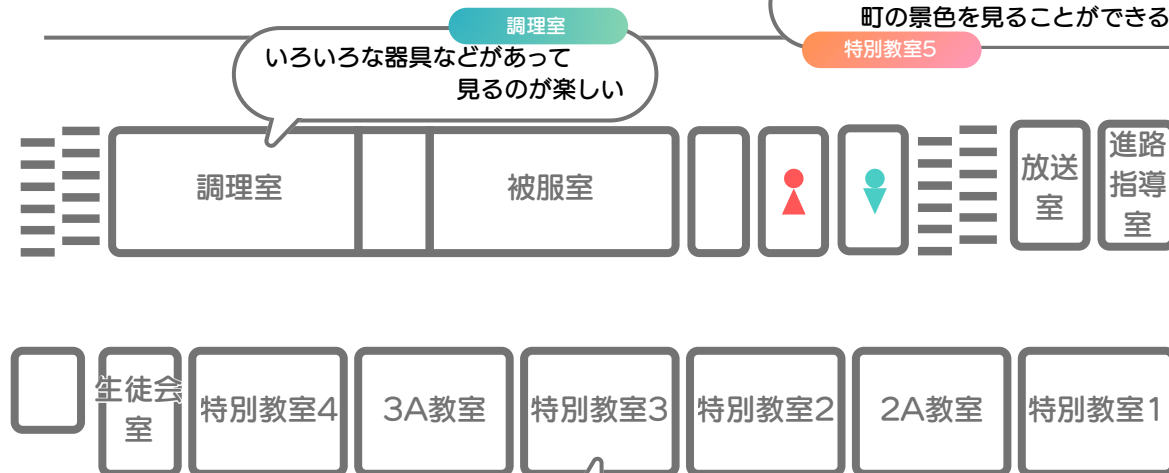 町の景色を見ることができる
特別教室5
調理室
いろいろな器具などがあって
見るのが楽しい
調理室
被服室
放送
室
進路
指導
室
生徒会
室
特別教室4
3A教室
特別教室3
特別教室2
2A教室
特別教室1